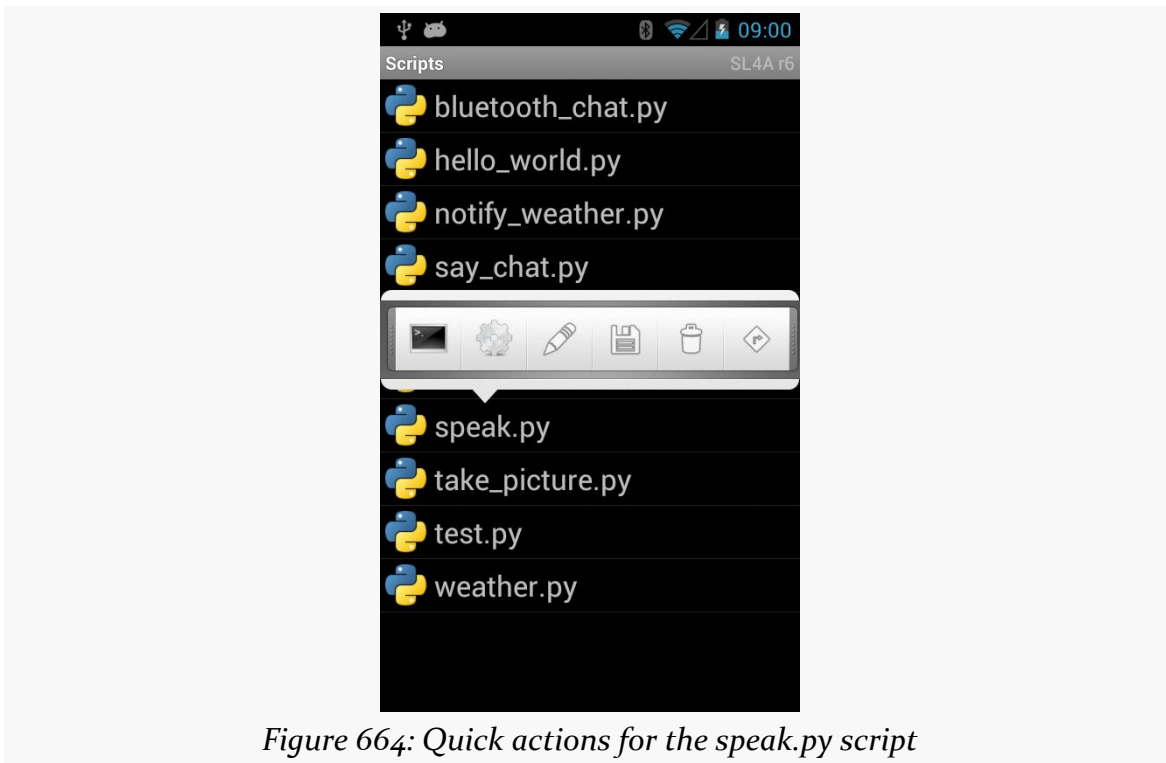 09:00
Scripts SL4A r6
bluetooth_chat.py
hello_world.py
notify_weather.py
say_chat.py
>_
speak.py
take_picture.py
test.py
weather.py
Figure 664: Quick actions for the speak.py script